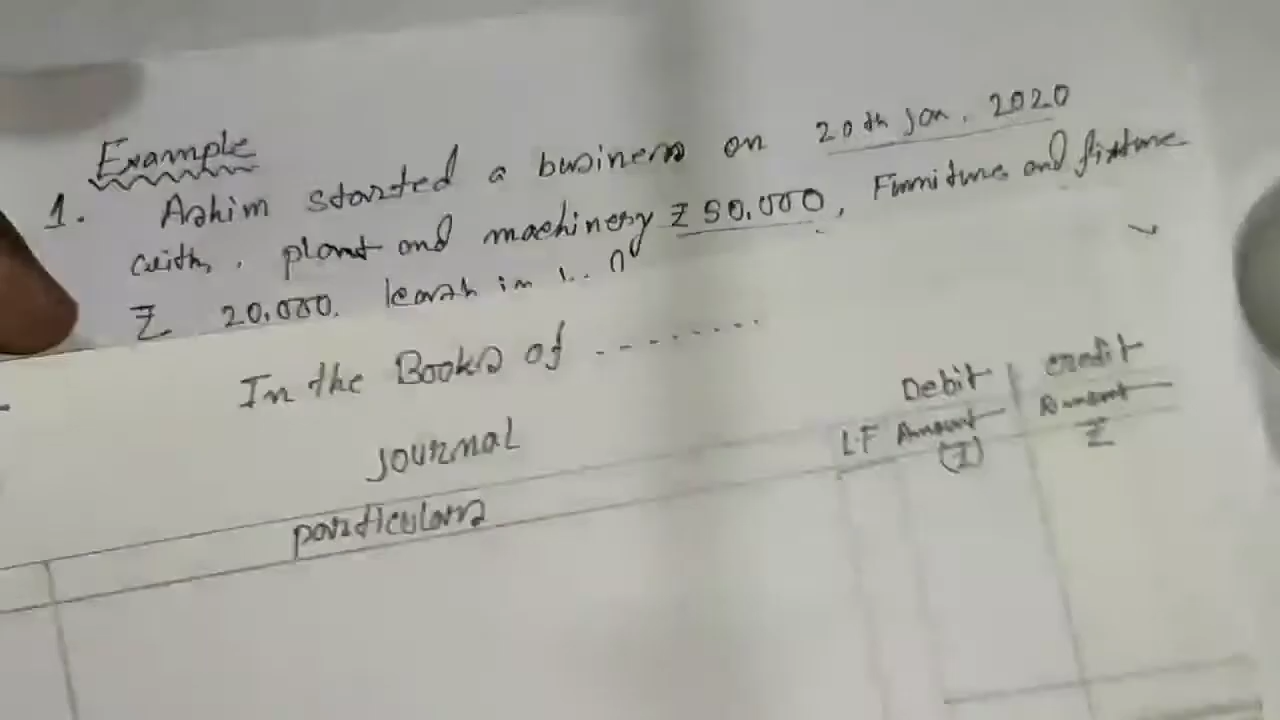 Example
1. Ashim started a business on 20th Jan. 2020
with, plant and machinery ₹ 50,000, Furniture and fixture
₹ 20,000.
In the Books of .........
Journal
Debit credit
L.F Amount Amount
(₹) ₹
particulars